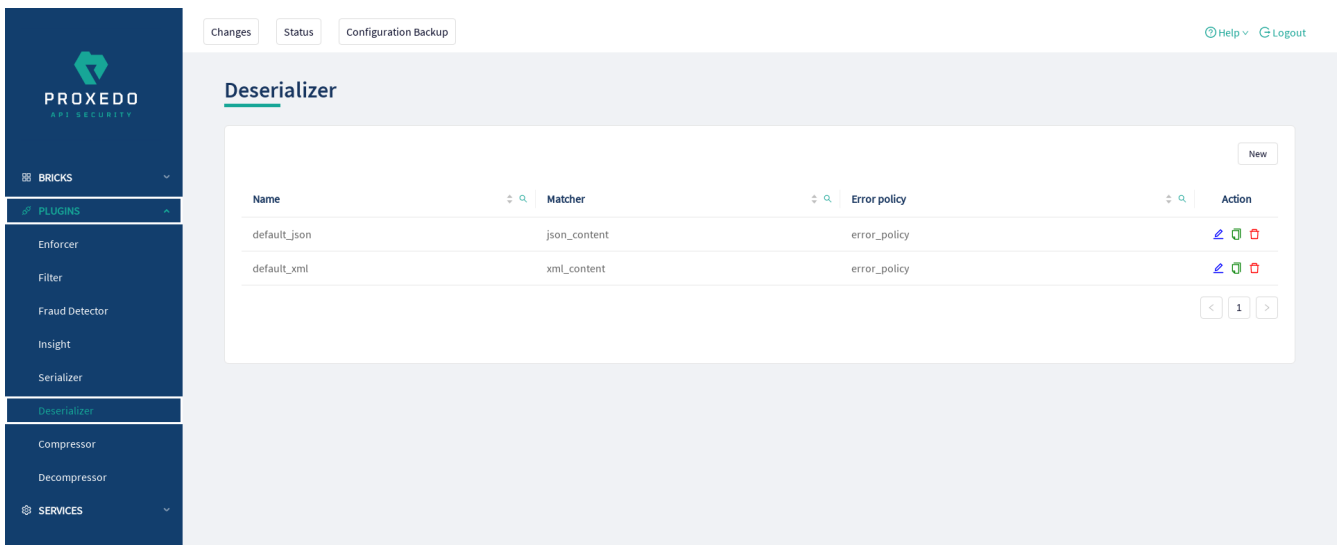 Changes Status Configuration Backup Help Logout
PROXEDO
API SECURITY
Deserializer
New
BRICKS
PLUGINS
Enforcer
Filter
Fraud Detector
Insight
Serializer
Deserializer
Compressor
Decompressor
SERVICES
Name Matcher Error policy Action
default_json json_content error_policy
default_xml xml_content error_policy
1